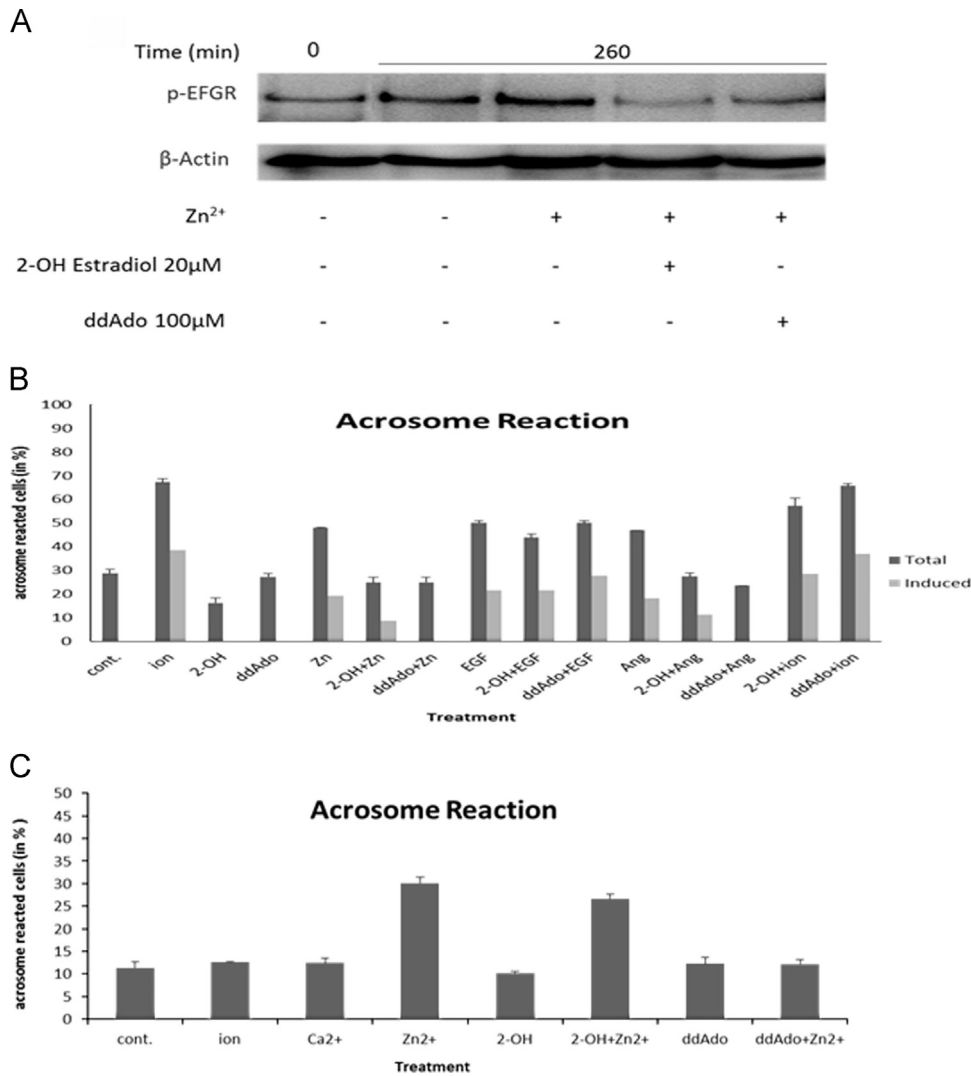 A
Time (min) 0 260
p-EFGR
β-Actin
Zn²⁺ - - + + +
2-OH Estradiol 20µM - - - + -
ddAdo 100µM - - - - +
B
Acrosome Reaction
acrosome reacted cells (in %)
100
90
80
70
60
50
40
30
20
10
0
Total
Induced
cont. ion 2-OH ddAdo Zn 2-OH+Zn ddAdo+Zn EGF 2-OH+EGF ddAdo+EGF Ang 2-OH+Ang ddAdo+Ang 2-OH+ion ddAdo+ion
Treatment
C
Acrosome Reaction
acrosome reacted cells (in %)
50
45
40
35
30
25
20
15
10
5
0
cont. ion Ca2+ Zn2+ 2-OH 2-OH+Zn2+ ddAdo ddAdo+Zn2+
Treatment